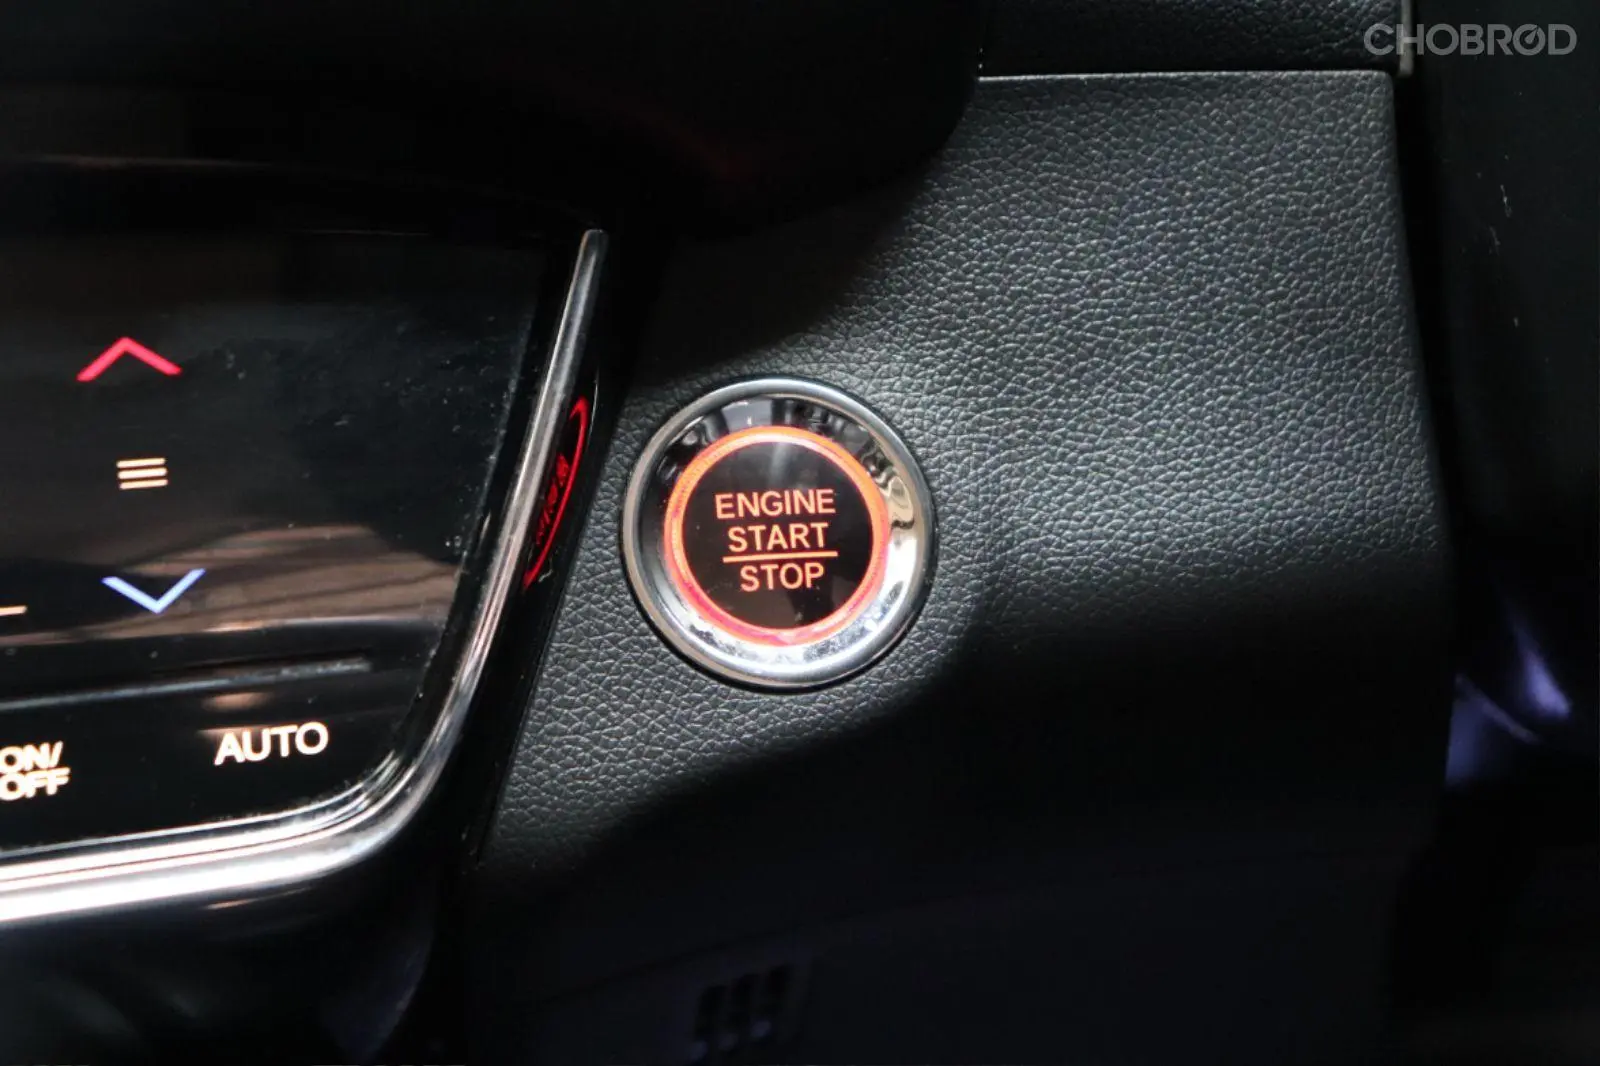 CHOBROD
ENGINE
START
STOP
ON/
OFF
AUTO